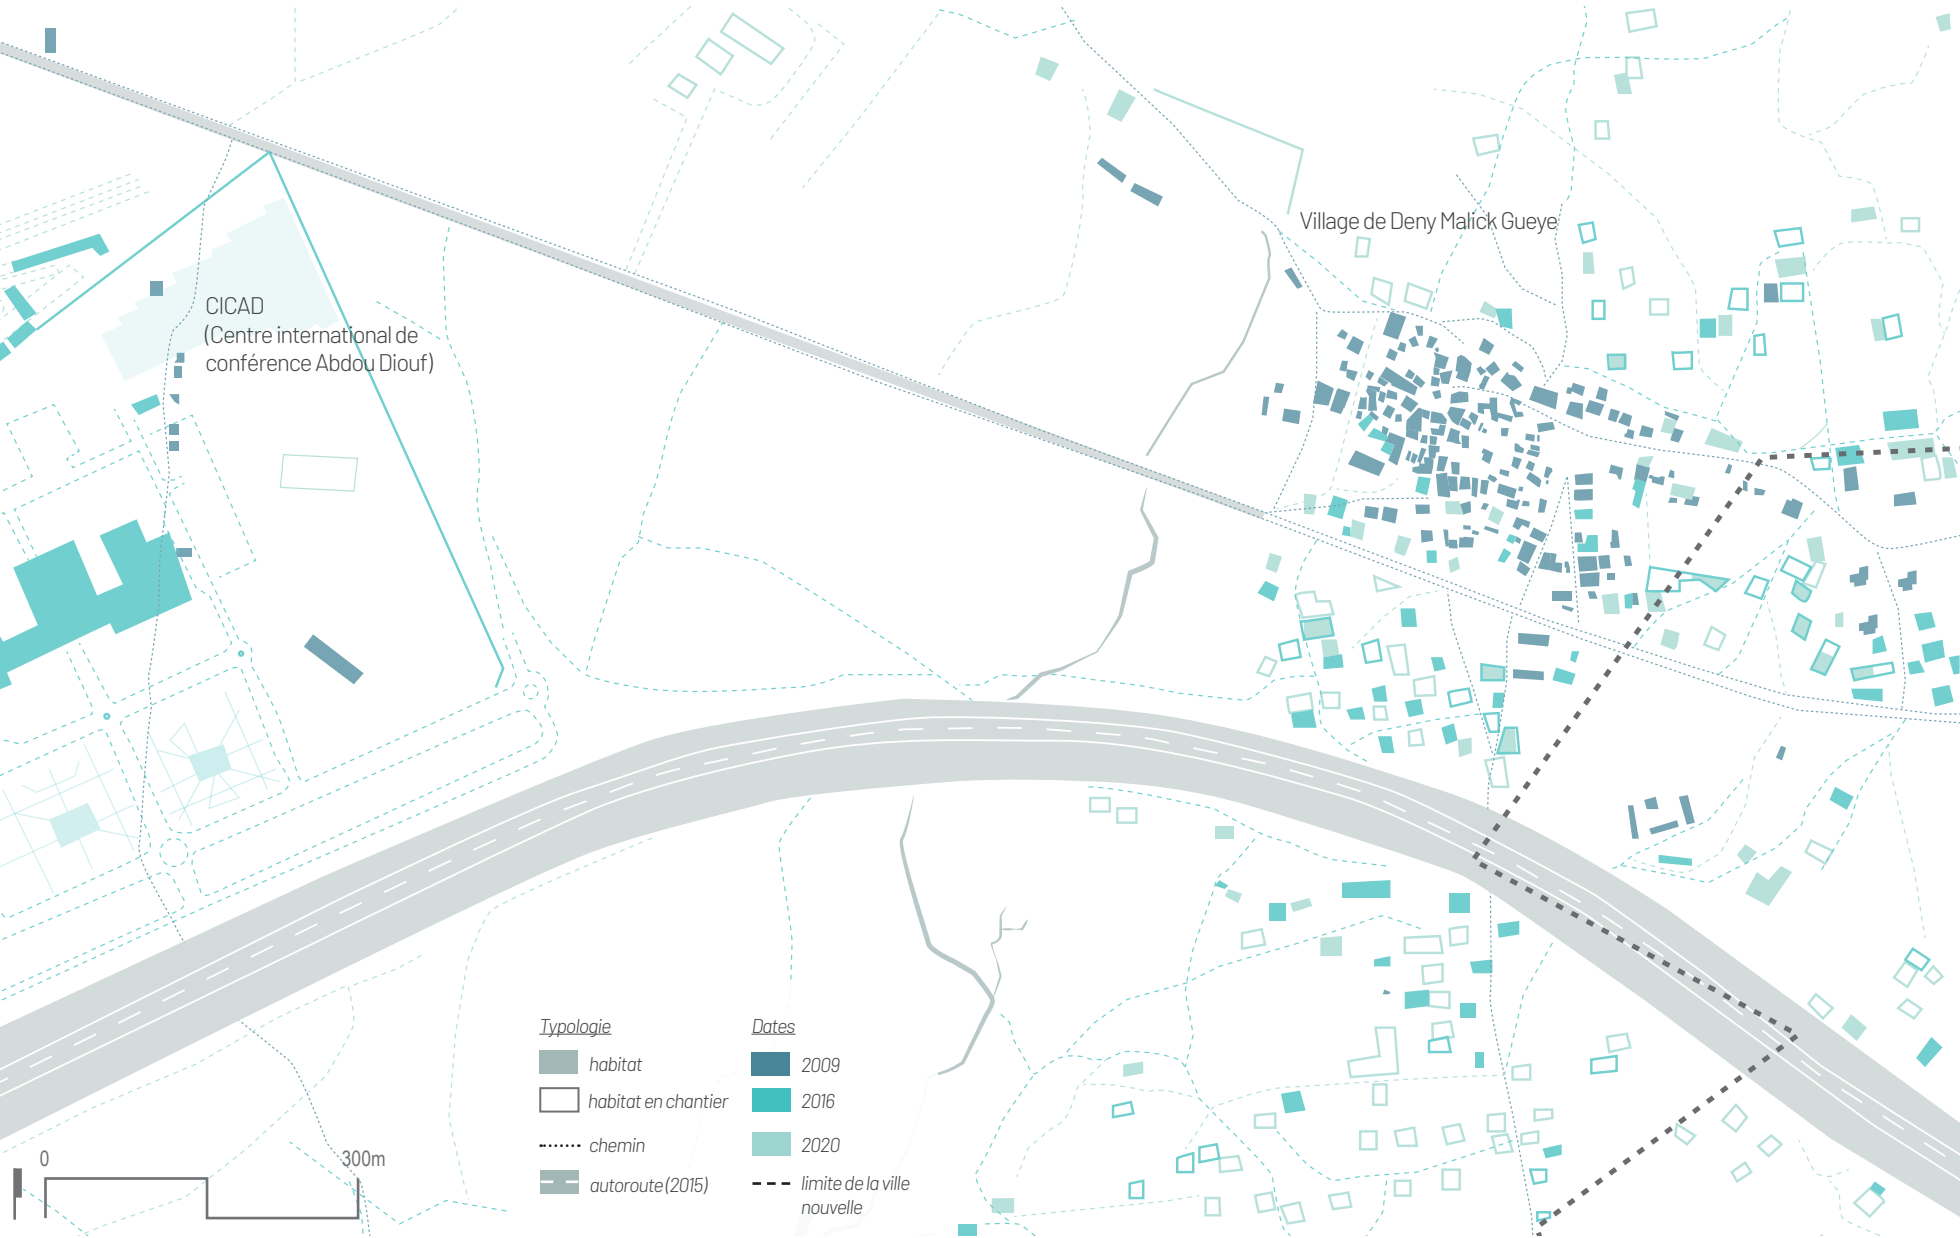 Village de Deny Malick Gueye
CICAD
(Centre international de
conférence Abdou Diouf)
Typologie
habitat
habitat en chantier
chemin
autoroute (2015)
Dates
2009
2016
2020
limite de la ville
nouvelle
0
300m